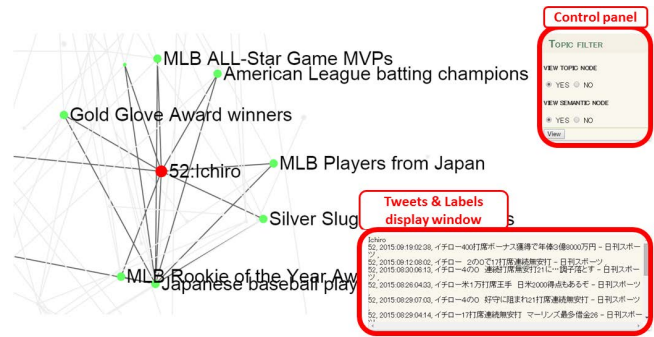 Control panel
TOPIC FILTER
VIEW TOPIC NODE
YES NO
VIEW SEMANTIC NODE
YES NO
View
MLB ALL-Star Game MVPs
American League batting champions
Gold Glove Award winners
52:Ichiro
MLB Players from Japan
Silver Slug
s
MLB Rookie of the Year Aw
Japanese baseball play
Tweets & Labels
display window
Ichiro
52, 2015:09:19:02:38, イチロー400打席ボーナス獲得で年俸3億8000万円 - 日刊スポーツ
52, 2015:09:12:08:02, イチロー 2の0で17打席連続無安打 - 日刊スポーツ
52, 2015:08:30:06:13, イチロー4の0 連続打席無安打21に…調子落とす - 日刊スポーツ
52, 2015:08:26:04:33, イチロー米1万打席王手 日米2000得点もあるぞ - 日刊スポーツ
52, 2015:08:29:07:03, イチロー4の0 好守に阻まれ21打席連続無安打 - 日刊スポーツ
52, 2015:08:29:04:14, イチロー17打席連続無安打 マーリンズ最多借金26 - 日刊スポー